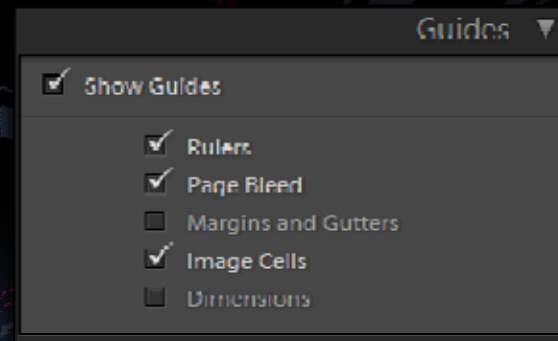 Guides
Show Guides
Rulers
Page Bleed
Margins and Gutters
Image Cells
Dimensions